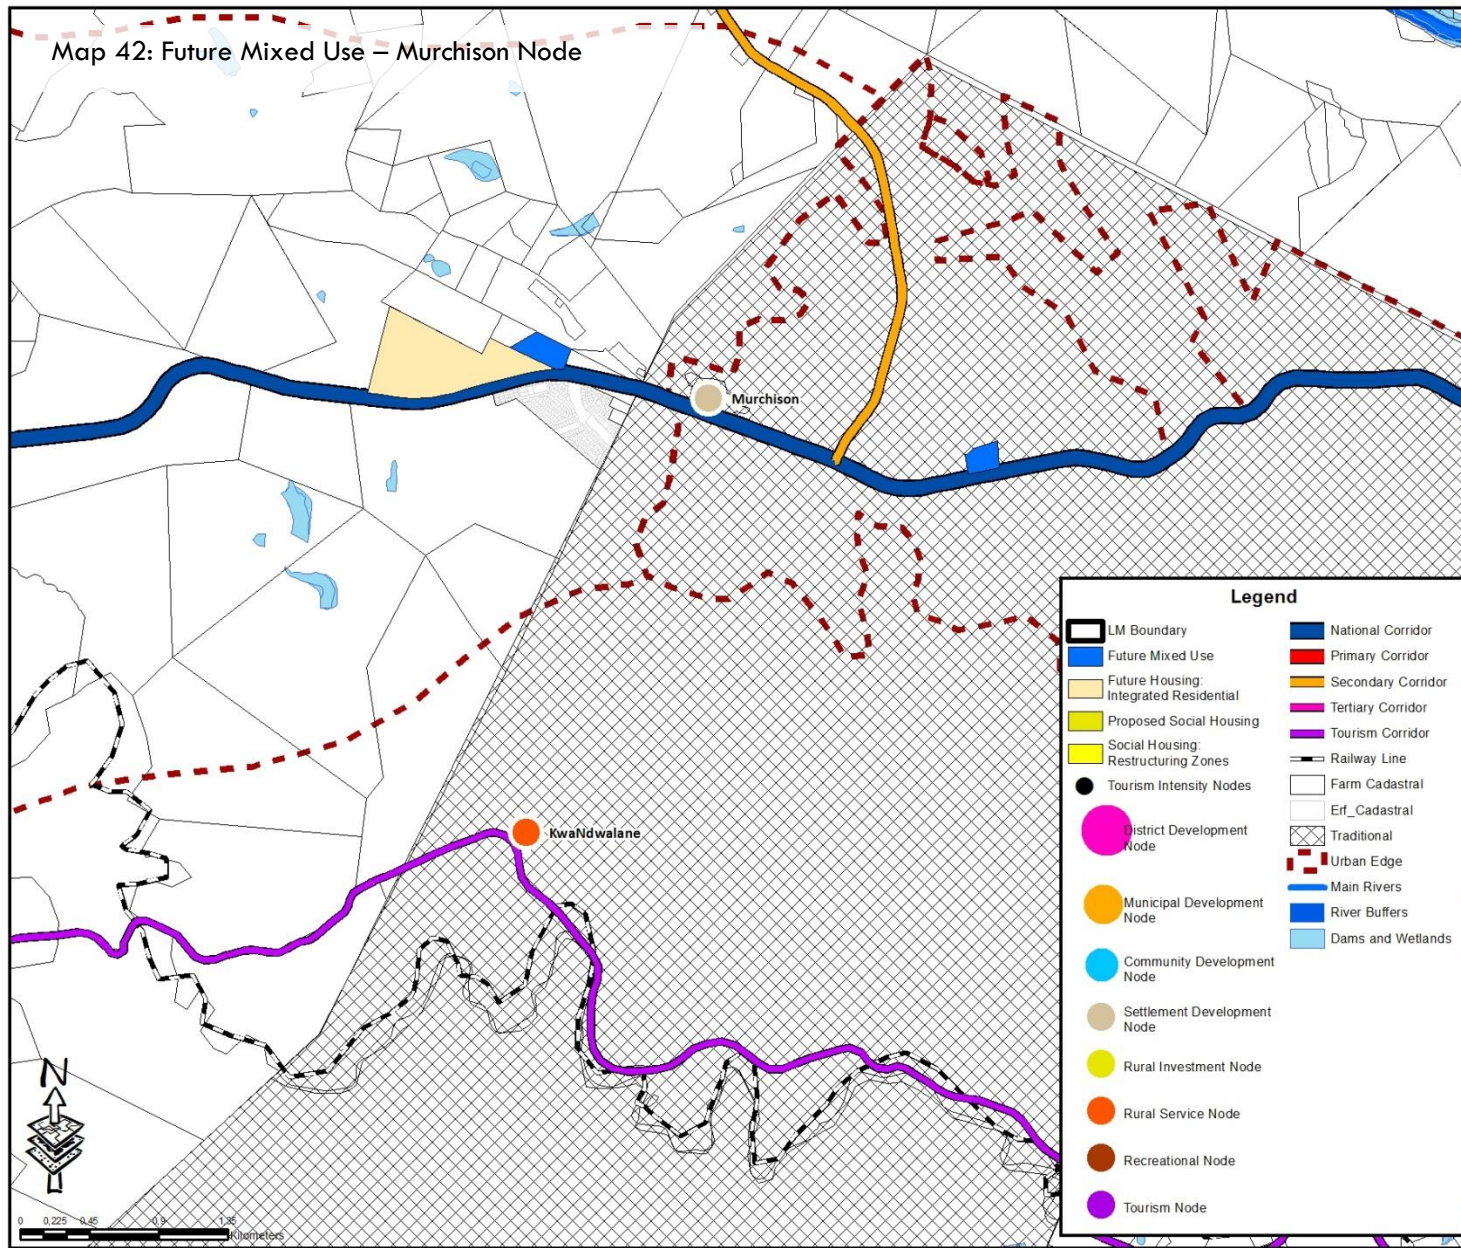 Map 42: Future Mixed Use – Murchison Node
Murchison
KwaNdwalane
Legend
LM Boundary
Future Mixed Use
Future Housing:
Integrated Residential
Proposed Social Housing
Social Housing:
Restructuring Zones
Tourism Intensity Nodes
District Development
Node
Municipal Development
Node
Community Development
Node
Settlement Development
Node
Rural Investment Node
Rural Service Node
Recreational Node
Tourism Node
National Corridor
Primary Corridor
Secondary Corridor
Tertiary Corridor
Tourism Corridor
Railway Line
Farm Cadastral
Erf_Cadastral
Traditional
Urban Edge
Main Rivers
River Buffers
Dams and Wetlands
N
0 0,225 0,45 0,9 1,35
Kilometers